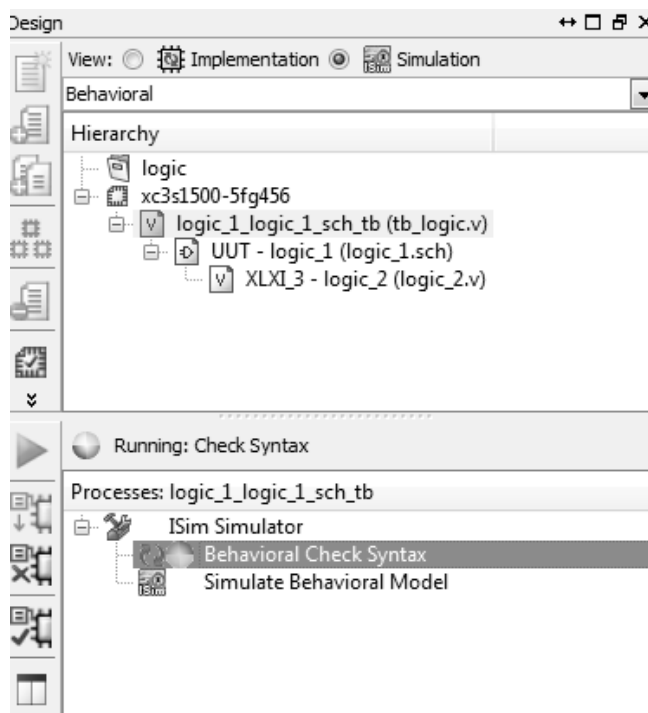 Design
View: Implementation Simulation
Behavioral
Hierarchy
logic
xc3s1500-5fg456
logic_1_logic_1_sch_tb (tb_logic.v)
UUT - logic_1 (logic_1.sch)
XLXI_3 - logic_2 (logic_2.v)
Running: Check Syntax
Processes: logic_1_logic_1_sch_tb
ISim Simulator
Behavioral Check Syntax
Simulate Behavioral Model